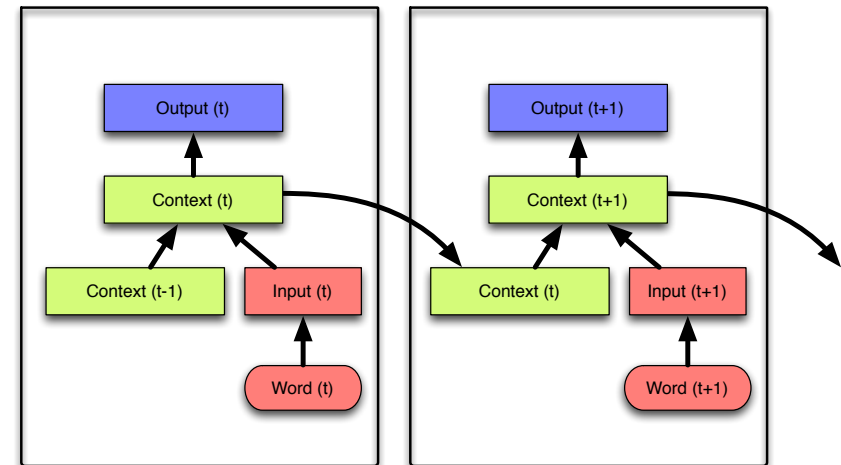 Output (t)
Context (t)
Context (t-1)
Input (t)
Word (t)
Output (t+1)
Context (t+1)
Context (t)
Input (t+1)
Word (t+1)